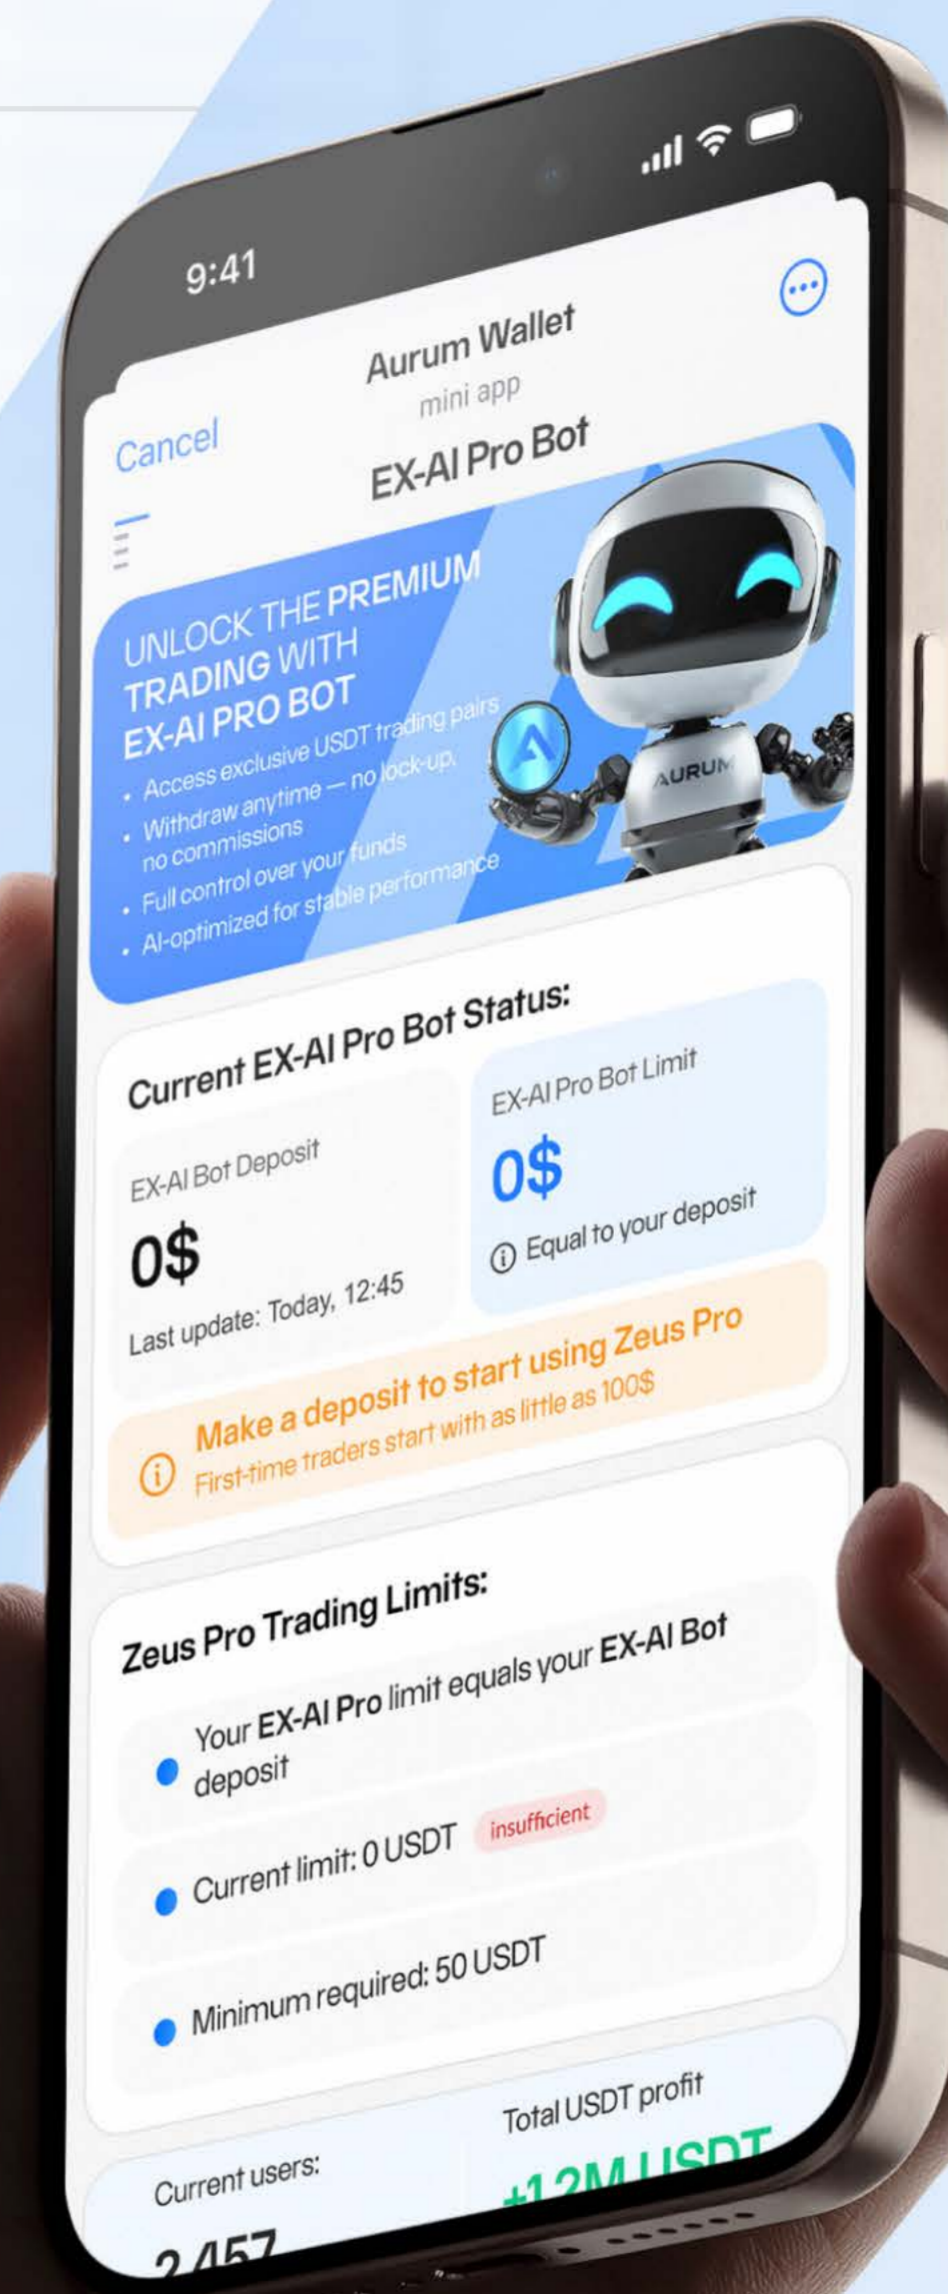 9:41
Aurum Wallet
mini app
Cancel
EX-AI Pro Bot
UNLOCK THE PREMIUM
TRADING WITH
EX-AI PRO BOT
• Access exclusive USDT trading pairs
• Withdraw anytime — no lock-up,
no commissions
• Full control over your funds
• AI-optimized for stable performance
AURUM
Current EX-AI Pro Bot Status:
EX-AI Bot Deposit
0$
Last update: Today, 12:45
EX-AI Pro Bot Limit
0$
Equal to your deposit
Make a deposit to start using Zeus Pro
First-time traders start with as little as 100$
Zeus Pro Trading Limits:
Your EX-AI Pro limit equals your EX-AI Bot
deposit
Current limit: 0 USDT insufficient
Minimum required: 50 USDT
Current users:
2,457
Total USDT profit
+1.2M USDT